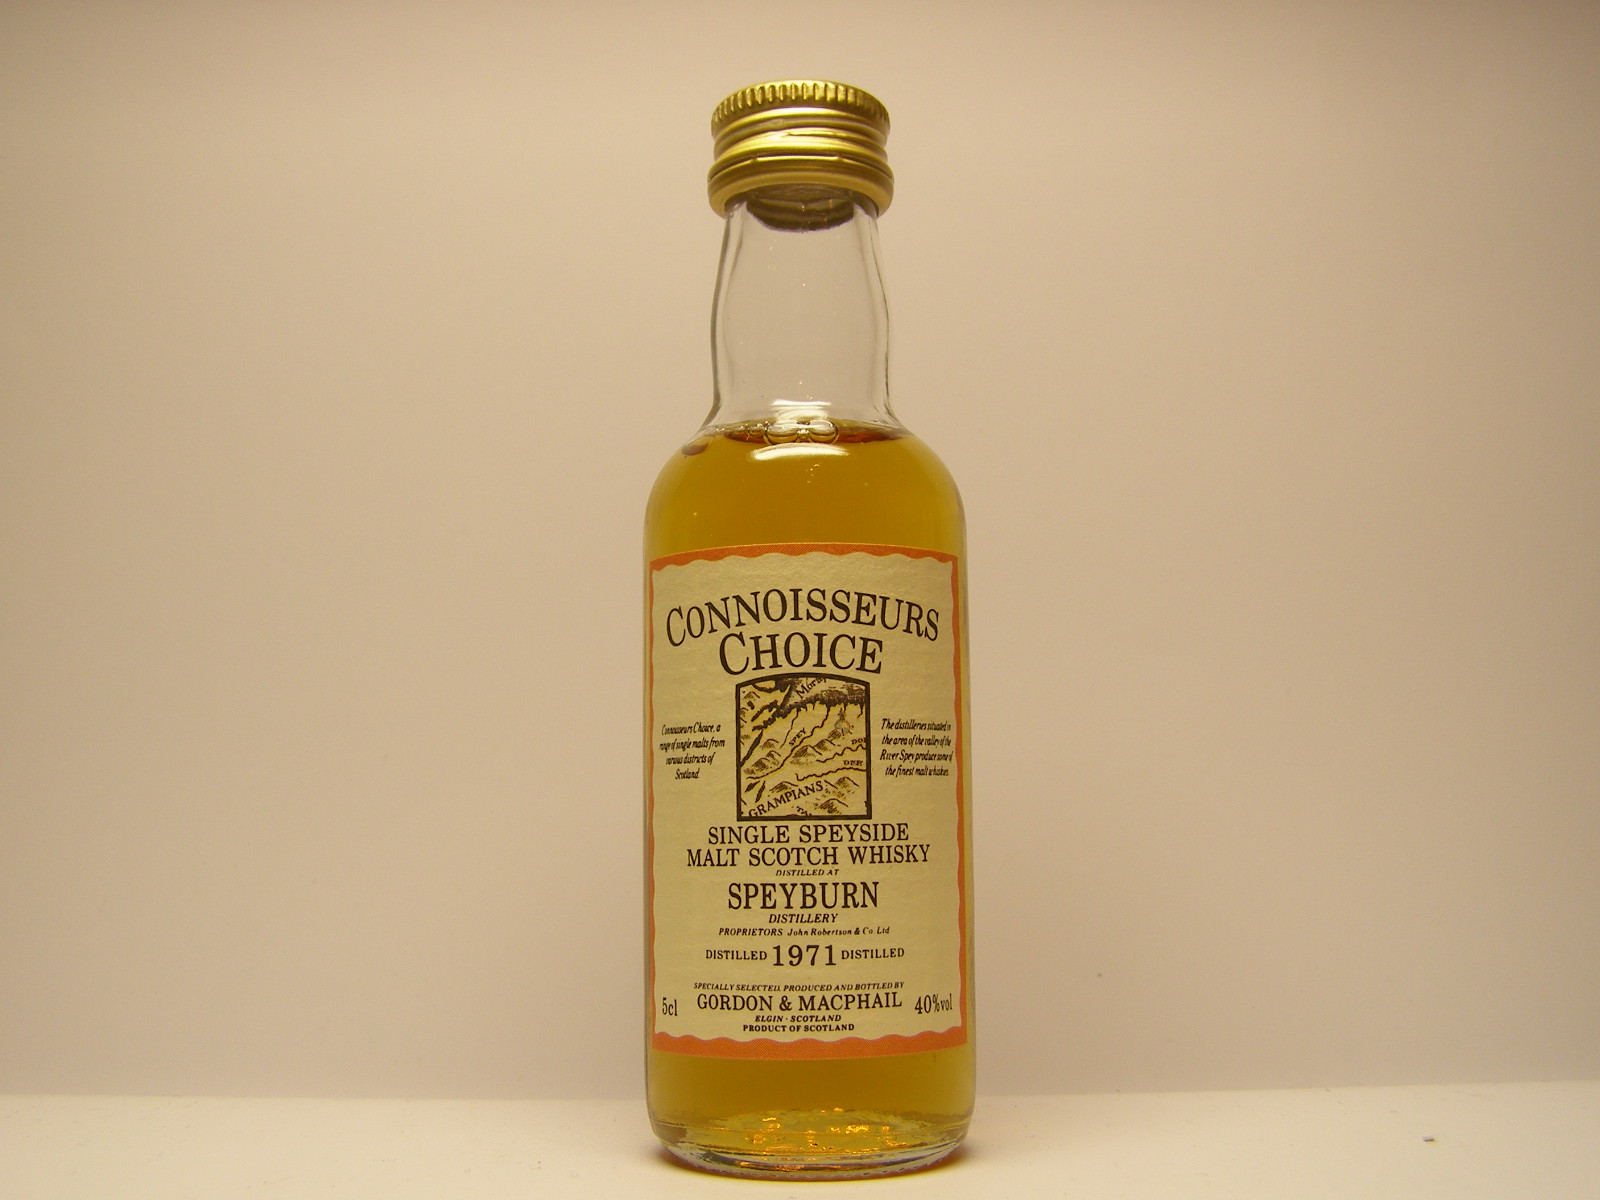 CONNOISSEURS
CHOICE
Moray
SPEY
DEE
GRAMPIANS
Connoisseurs Choice, a
range of single malts from
various districts of
Scotland.
The distilleries situated in
the area of the valley of the
River Spey produce some of
the finest malt whiskies.
SINGLE SPEYSIDE
MALT SCOTCH WHISKY
DISTILLED AT
SPEYBURN
DISTILLERY
PROPRIETORS John Robertson & Co. Ltd
DISTILLED 1971 DISTILLED
SPECIALLY SELECTED, PRODUCED AND BOTTLED BY
5cl GORDON & MACPHAIL 40%vol
ELGIN · SCOTLAND
PRODUCT OF SCOTLAND